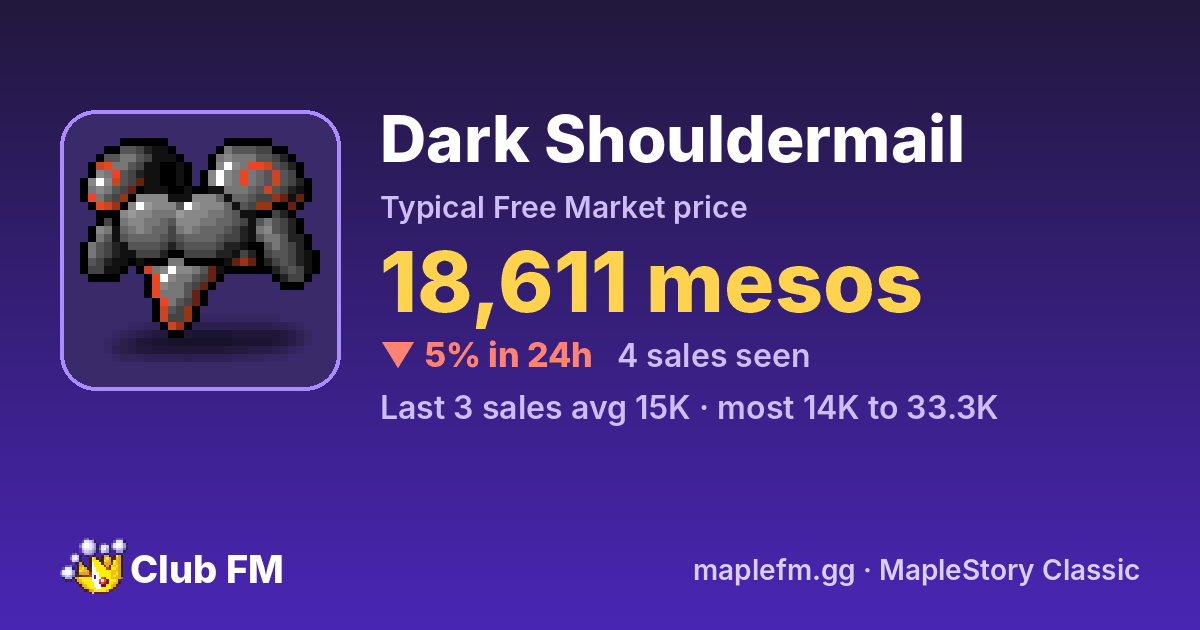 Dark Shouldermail
Typical Free Market price
18,611 mesos
▼ 5% in 24h 4 sales seen
Last 3 sales avg 15K · most 14K to 33.3K
Club FM
maplefm.gg · MapleStory Classic